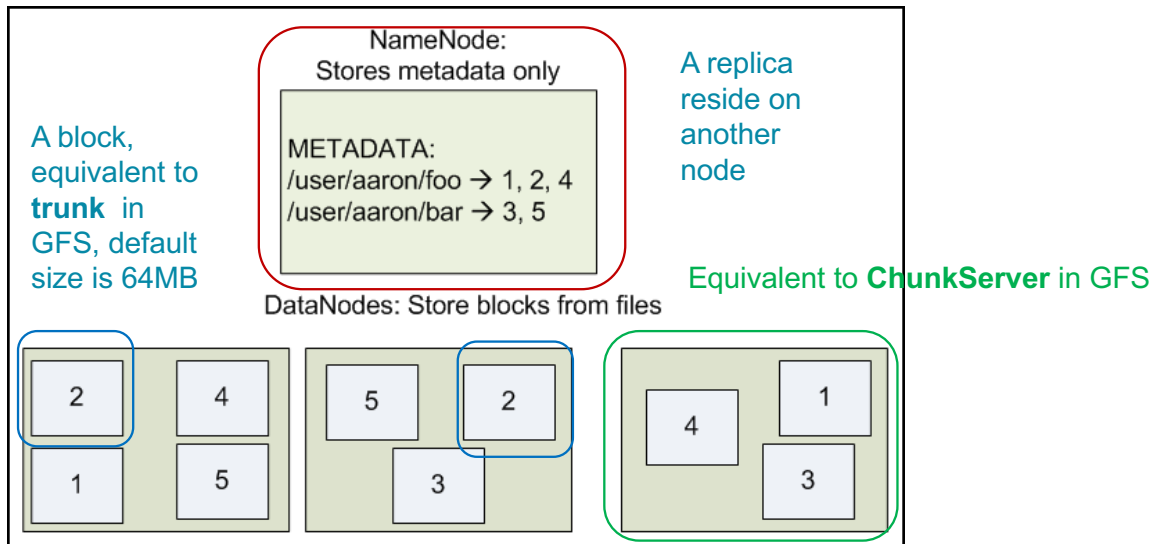 NameNode:
Stores metadata only
METADATA:
/user/aaron/foo → 1, 2, 4
/user/aaron/bar → 3, 5
A block,
equivalent to
trunk in
GFS, default
size is 64MB
A replica
reside on
another
node
Equivalent to ChunkServer in GFS
DataNodes: Store blocks from files
2
4
1
5
5
2
3
1
4
3